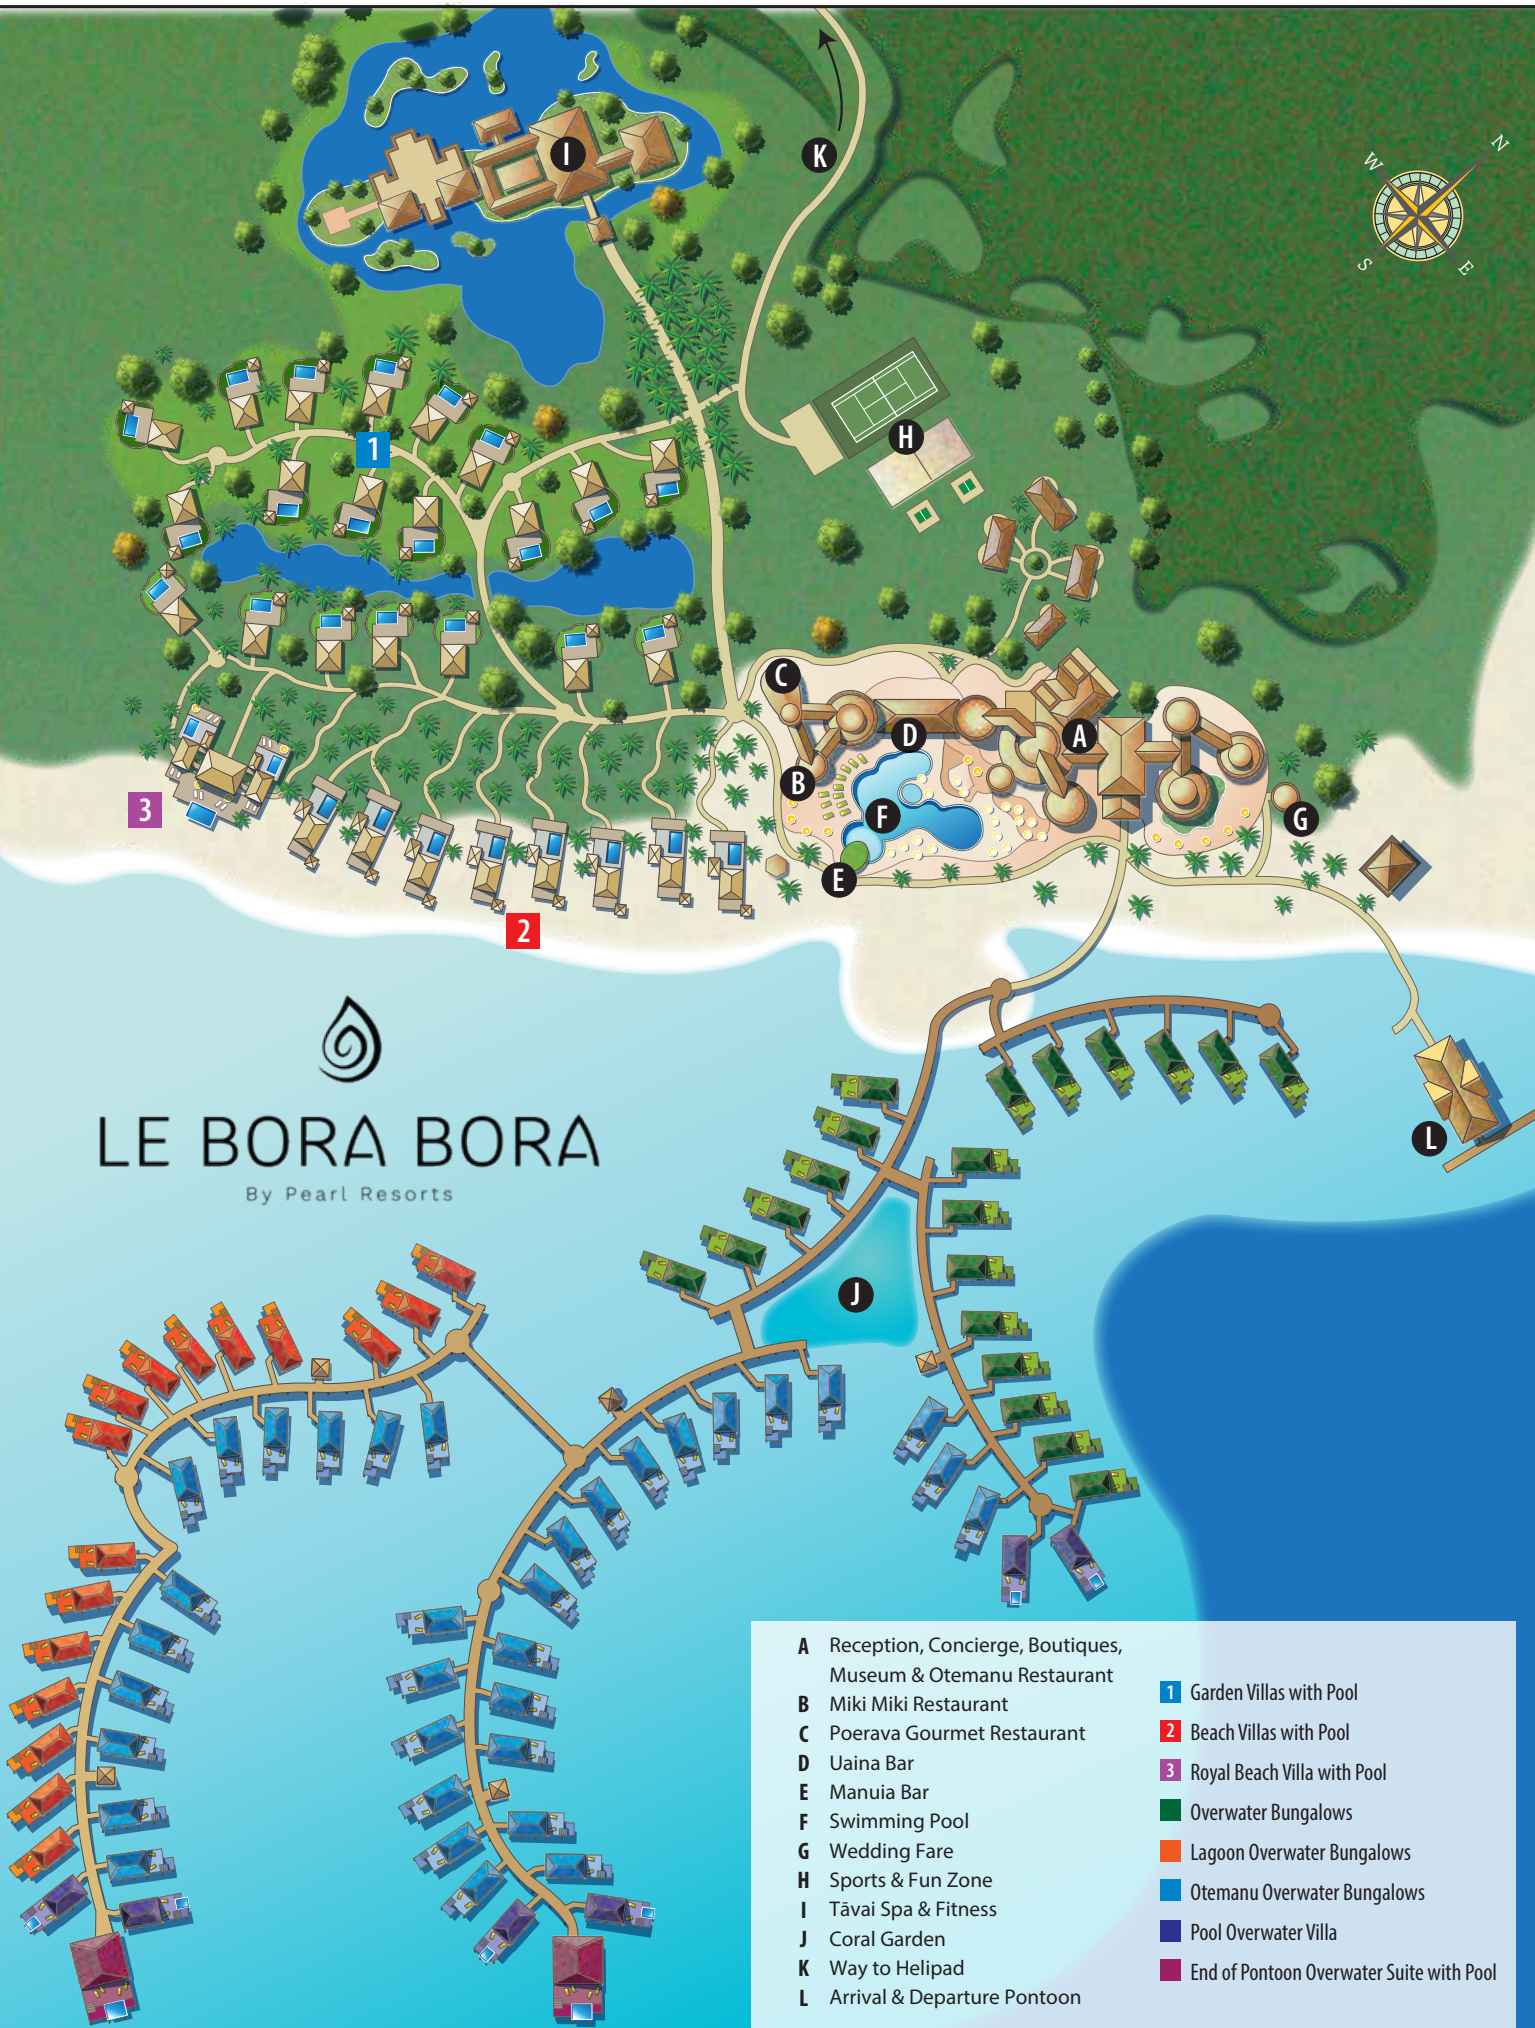 I
K
N
W
S
E
1
H
C
D
A
3
B
F
G
E
2
LE BORA BORA
By Pearl Resorts
L
J
A Reception, Concierge, Boutiques,
Museum & Otemanu Restaurant
B Miki Miki Restaurant
C Poerava Gourmet Restaurant
D Uaina Bar
E Manuia Bar
F Swimming Pool
G Wedding Fare
H Sports & Fun Zone
I Tāvai Spa & Fitness
J Coral Garden
K Way to Helipad
L Arrival & Departure Pontoon
1 Garden Villas with Pool
2 Beach Villas with Pool
3 Royal Beach Villa with Pool
Overwater Bungalows
Lagoon Overwater Bungalows
Otemanu Overwater Bungalows
Pool Overwater Villa
End of Pontoon Overwater Suite with Pool